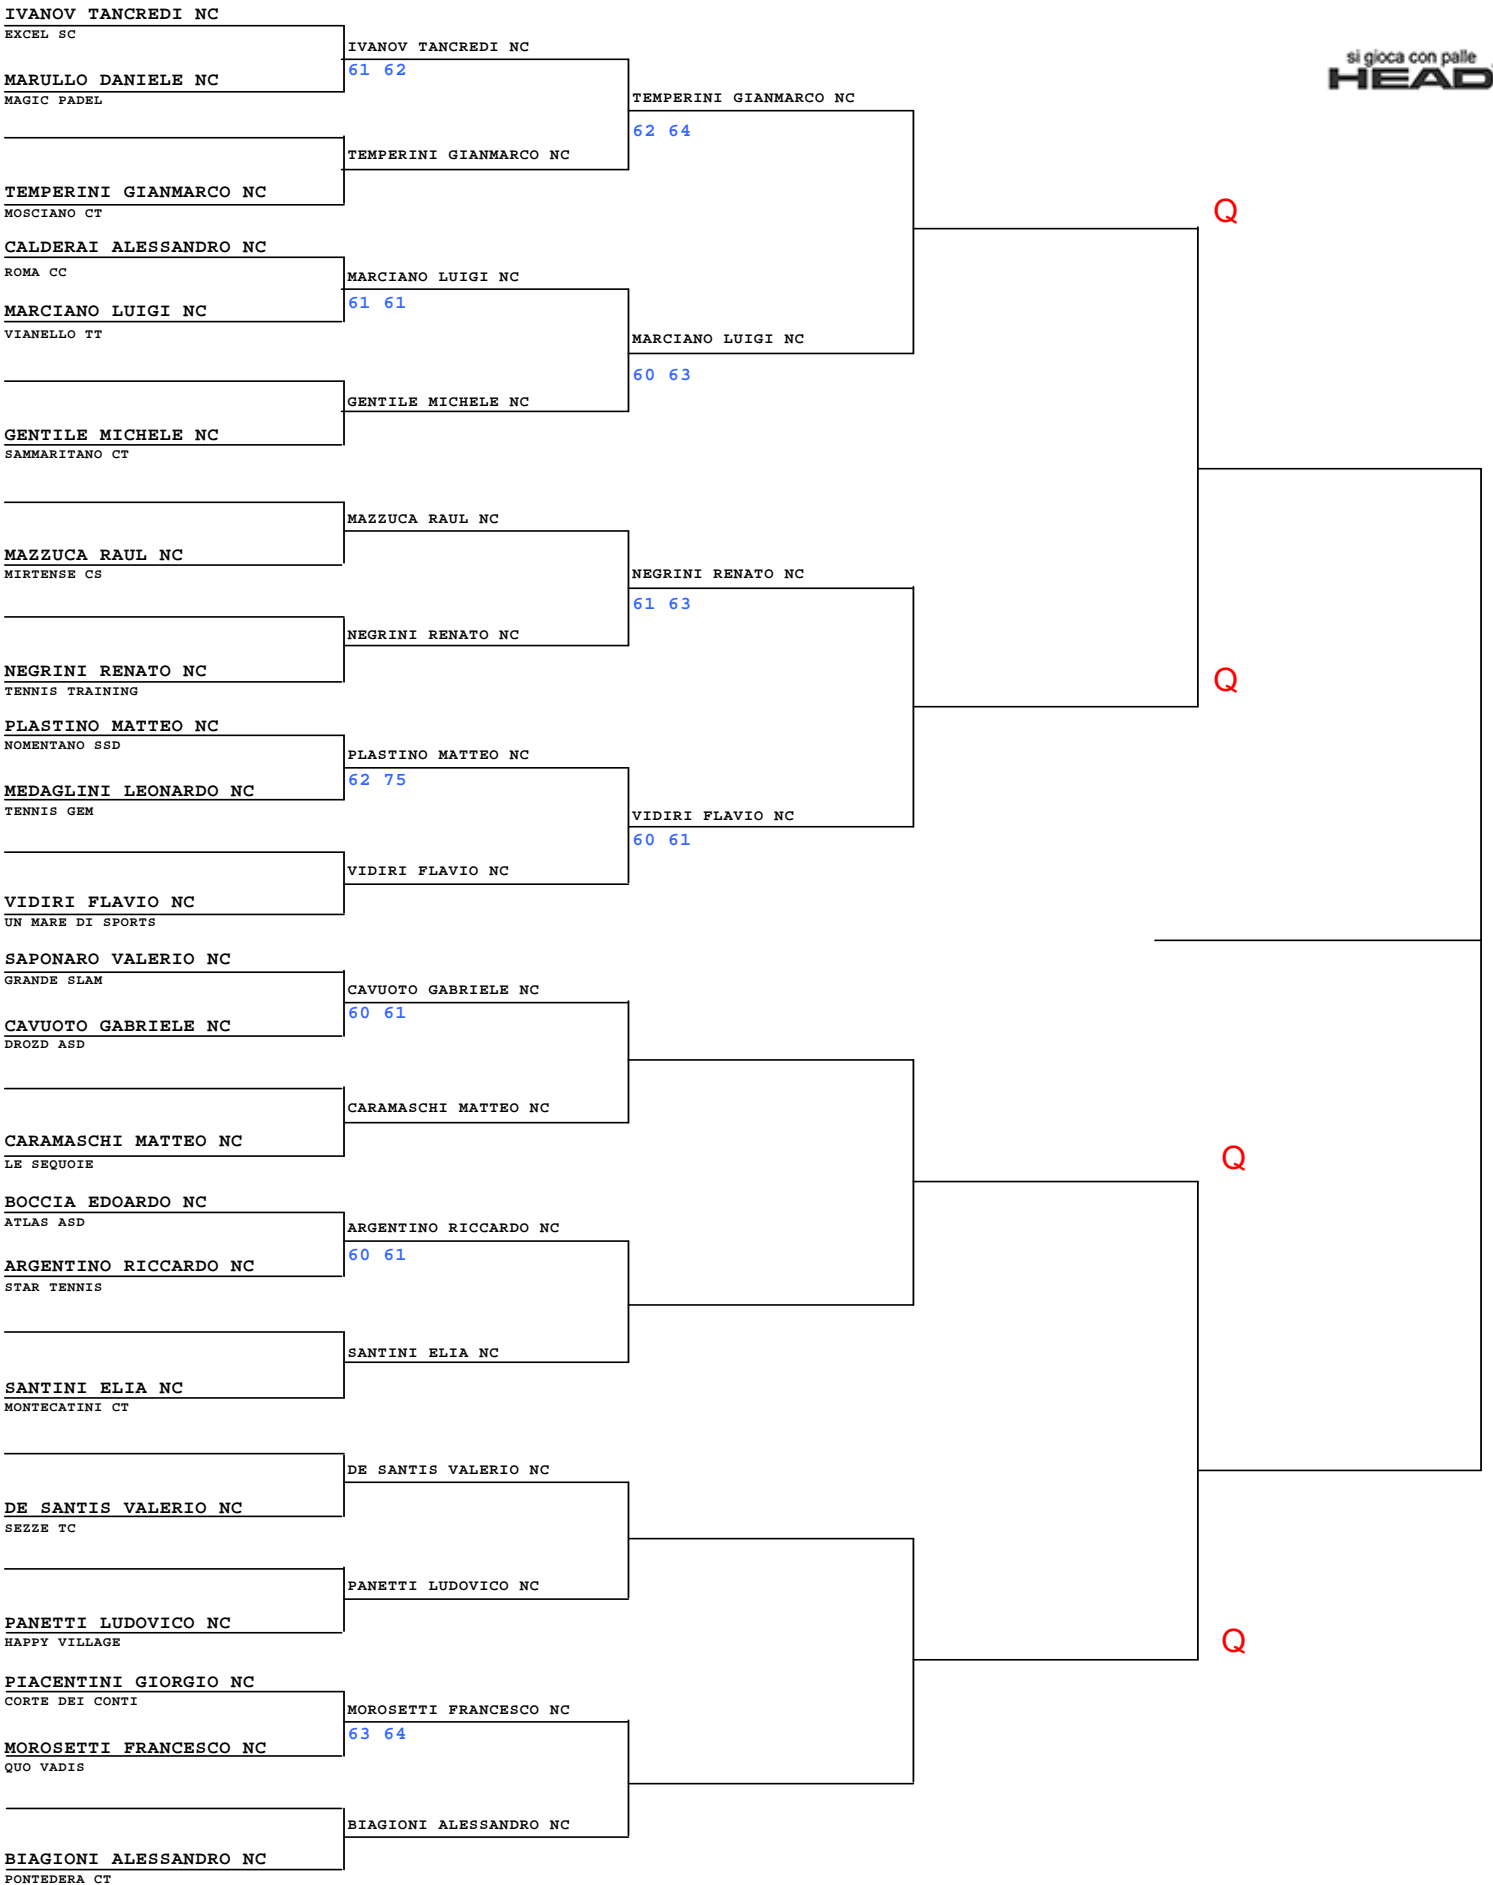 IVANOV TANCREDI NC
EXCEL SC
IVANOV TANCREDI NC
si gioca con palle
HEAD
61 62
MARULLO DANIELE NC
MAGIC PADEL
TEMPERINI GIANMARCO NC
62 64
TEMPERINI GIANMARCO NC
TEMPERINI GIANMARCO NC
MOSCIANO CT
Q
CALDERAI ALESSANDRO NC
ROMA CC
MARCIANO LUIGI NC
61 61
MARCIANO LUIGI NC
VIANELLO TT
MARCIANO LUIGI NC
60 63
GENTILE MICHELE NC
GENTILE MICHELE NC
SAMMARITANO CT
MAZZUCA RAUL NC
MAZZUCA RAUL NC
MIRTENSE CS
NEGRINI RENATO NC
61 63
NEGRINI RENATO NC
NEGRINI RENATO NC
TENNIS TRAINING
Q
PLASTINO MATTEO NC
NOMENTANO SSD
PLASTINO MATTEO NC
62 75
MEDAGLINI LEONARDO NC
TENNIS GEM
VIDIRI FLAVIO NC
60 61
VIDIRI FLAVIO NC
VIDIRI FLAVIO NC
UN MARE DI SPORTS
SAPONARO VALERIO NC
GRANDE SLAM
CAVUOTO GABRIELE NC
60 61
CAVUOTO GABRIELE NC
DROZD ASD
CARAMASCHI MATTEO NC
CARAMASCHI MATTEO NC
LE SEQUOIE
Q
BOCCIA EDOARDO NC
ATLAS ASD
ARGENTINO RICCARDO NC
60 61
ARGENTINO RICCARDO NC
STAR TENNIS
SANTINI ELIA NC
SANTINI ELIA NC
MONTECATINI CT
DE SANTIS VALERIO NC
DE SANTIS VALERIO NC
SEZZE TC
PANETTI LUDOVICO NC
PANETTI LUDOVICO NC
HAPPY VILLAGE
Q
PIACENTINI GIORGIO NC
CORTE DEI CONTI
MOROSETTI FRANCESCO NC
63 64
MOROSETTI FRANCESCO NC
QUO VADIS
BIAGIONI ALESSANDRO NC
BIAGIONI ALESSANDRO NC
PONTEDERA CT